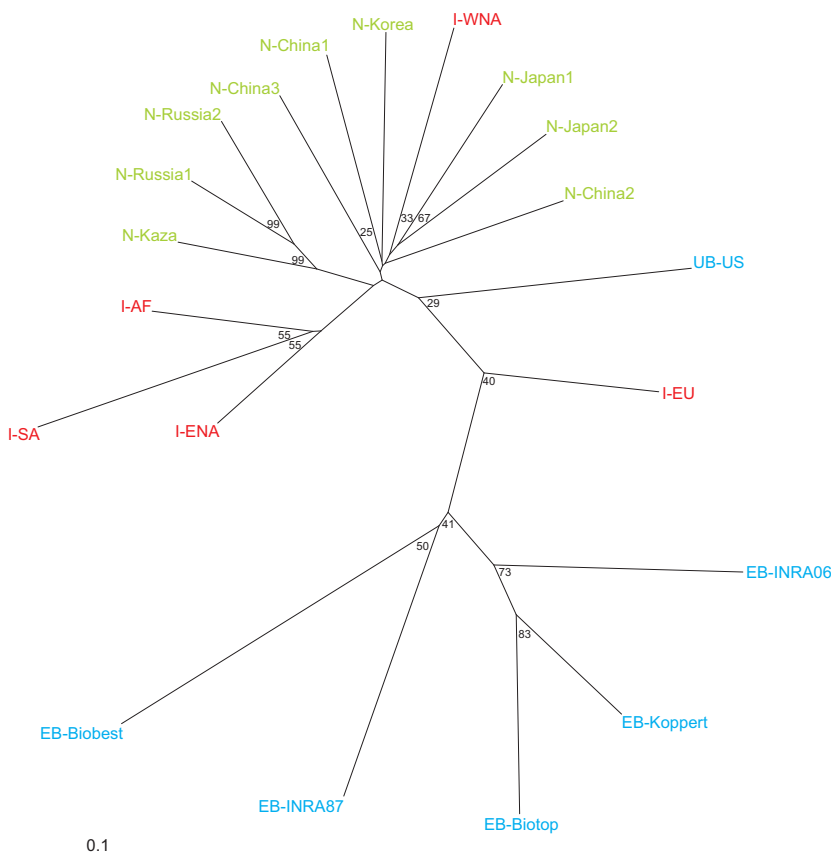 I-WNA
N-Korea
N-China1
N-Japan1
N-China3
N-Russia2
N-Japan2
N-Russia1
N-China2
33 67
99
25
N-Kaza
99
UB-US
I-AF
29
55
55
40
I-EU
I-SA
I-ENA
41
50
73
EB-INRA06
83
EB-Koppert
EB-Biobest
EB-INRA87
EB-Biotop
0.1